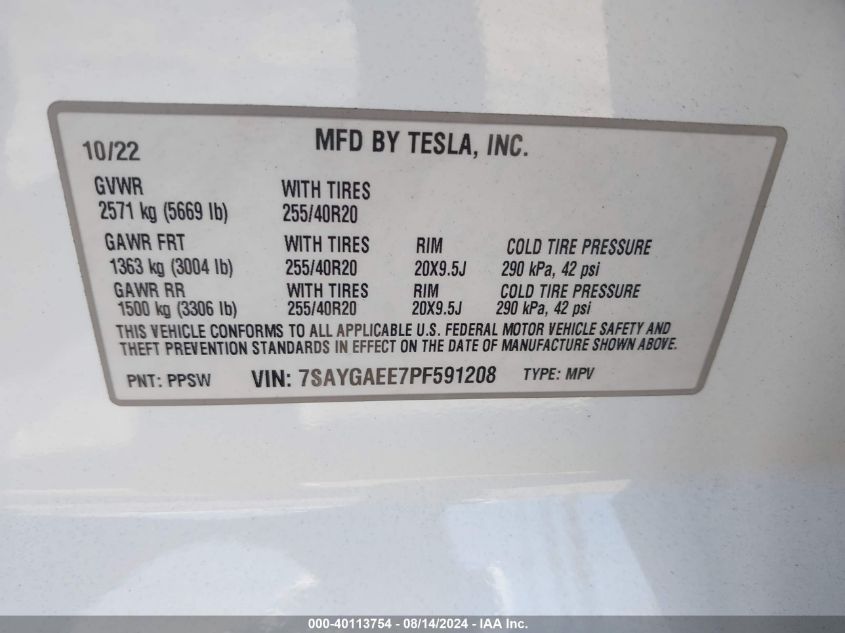 10/22 MFD BY TESLA, INC.
GVWR WITH TIRES
2571 kg (5669 lb) 255/40R20
GAWR FRT WITH TIRES RIM COLD TIRE PRESSURE
1363 kg (3004 lb) 255/40R20 20X9.5J 290 kPa, 42 psi
GAWR RR WITH TIRES RIM COLD TIRE PRESSURE
1500 kg (3306 lb) 255/40R20 20X9.5J 290 kPa, 42 psi
THIS VEHICLE CONFORMS TO ALL APPLICABLE U.S. FEDERAL MOTOR VEHICLE SAFETY AND
THEFT PREVENTION STANDARDS IN EFFECT ON THE DATE OF MANUFACTURE SHOWN ABOVE.
PNT: PPSW VIN: 7SAYGAEE7PF591208 TYPE: MPV
000-40113754 - 08/14/2024 - IAA Inc.